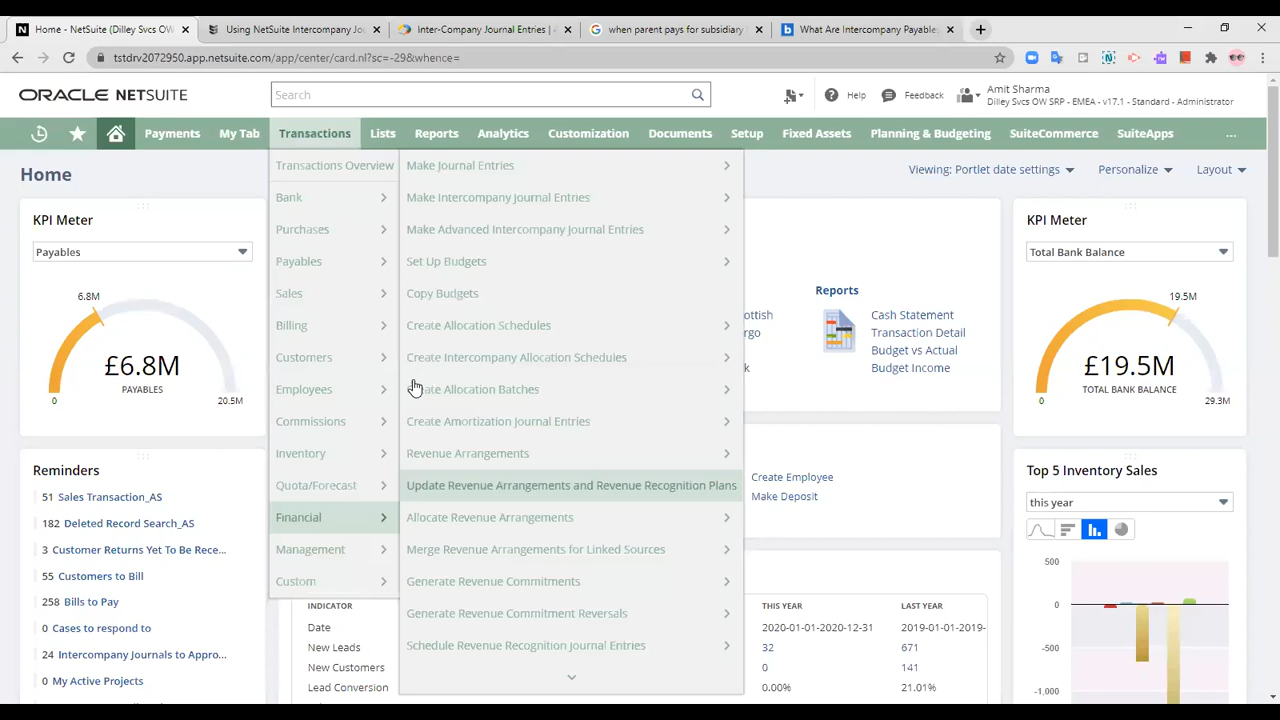 Home - NetSuite (Dilley Svcs OW
Using NetSuite Intercompany Jo
Inter-Company Journal Entries |
when parent pays for subsidiary
What Are Intercompany Payable
tstdrv2072950.app.netsuite.com/app/center/card.nl?sc=-29&whence=
ORACLE NETSUITE
Search
Help
Feedback
Amit Sharma
Dilley Svcs OW SRP - EMEA - v17.1 - Standard - Administrator
Payments
My Tab
Transactions
Lists
Reports
Analytics
Customization
Documents
Setup
Fixed Assets
Planning & Budgeting
SuiteCommerce
SuiteApps
...
Home
Viewing: Portlet date settings
Personalize
Layout
Transactions Overview
Bank
Purchases
Payables
Sales
Billing
Customers
Employees
Commissions
Inventory
Quota/Forecast
Financial
Management
Custom
Make Journal Entries
Make Intercompany Journal Entries
Make Advanced Intercompany Journal Entries
Set Up Budgets
Copy Budgets
Create Allocation Schedules
Create Intercompany Allocation Schedules
ate Allocation Batches
Create Amortization Journal Entries
Revenue Arrangements
Update Revenue Arrangements and Revenue Recognition Plans
Allocate Revenue Arrangements
Merge Revenue Arrangements for Linked Sources
Generate Revenue Commitments
Generate Revenue Commitment Reversals
Schedule Revenue Recognition Journal Entries
KPI Meter
Payables
6.8M
£6.8M
PAYABLES
0
20.5M
Reminders
51 Sales Transaction_AS
182 Deleted Record Search_AS
3 Customer Returns Yet To Be Rece...
55 Customers to Bill
258 Bills to Pay
0 Cases to respond to
24 Intercompany Journals to Appro...
0 My Active Projects
ottish
rgo
k
Reports
Cash Statement
Transaction Detail
Budget vs Actual
Budget Income
Create Employee
Make Deposit
INDICATOR
THIS YEAR
LAST YEAR
Date
2020-01-01-2020-12-31
2019-01-01-2019-
New Leads
32
671
New Customers
0
141
Lead Conversion
0.00%
21.01%
KPI Meter
Total Bank Balance
19.5M
£19.5M
TOTAL BANK BALANCE
0
29.3M
Top 5 Inventory Sales
this year
500
0
-500
-1,000